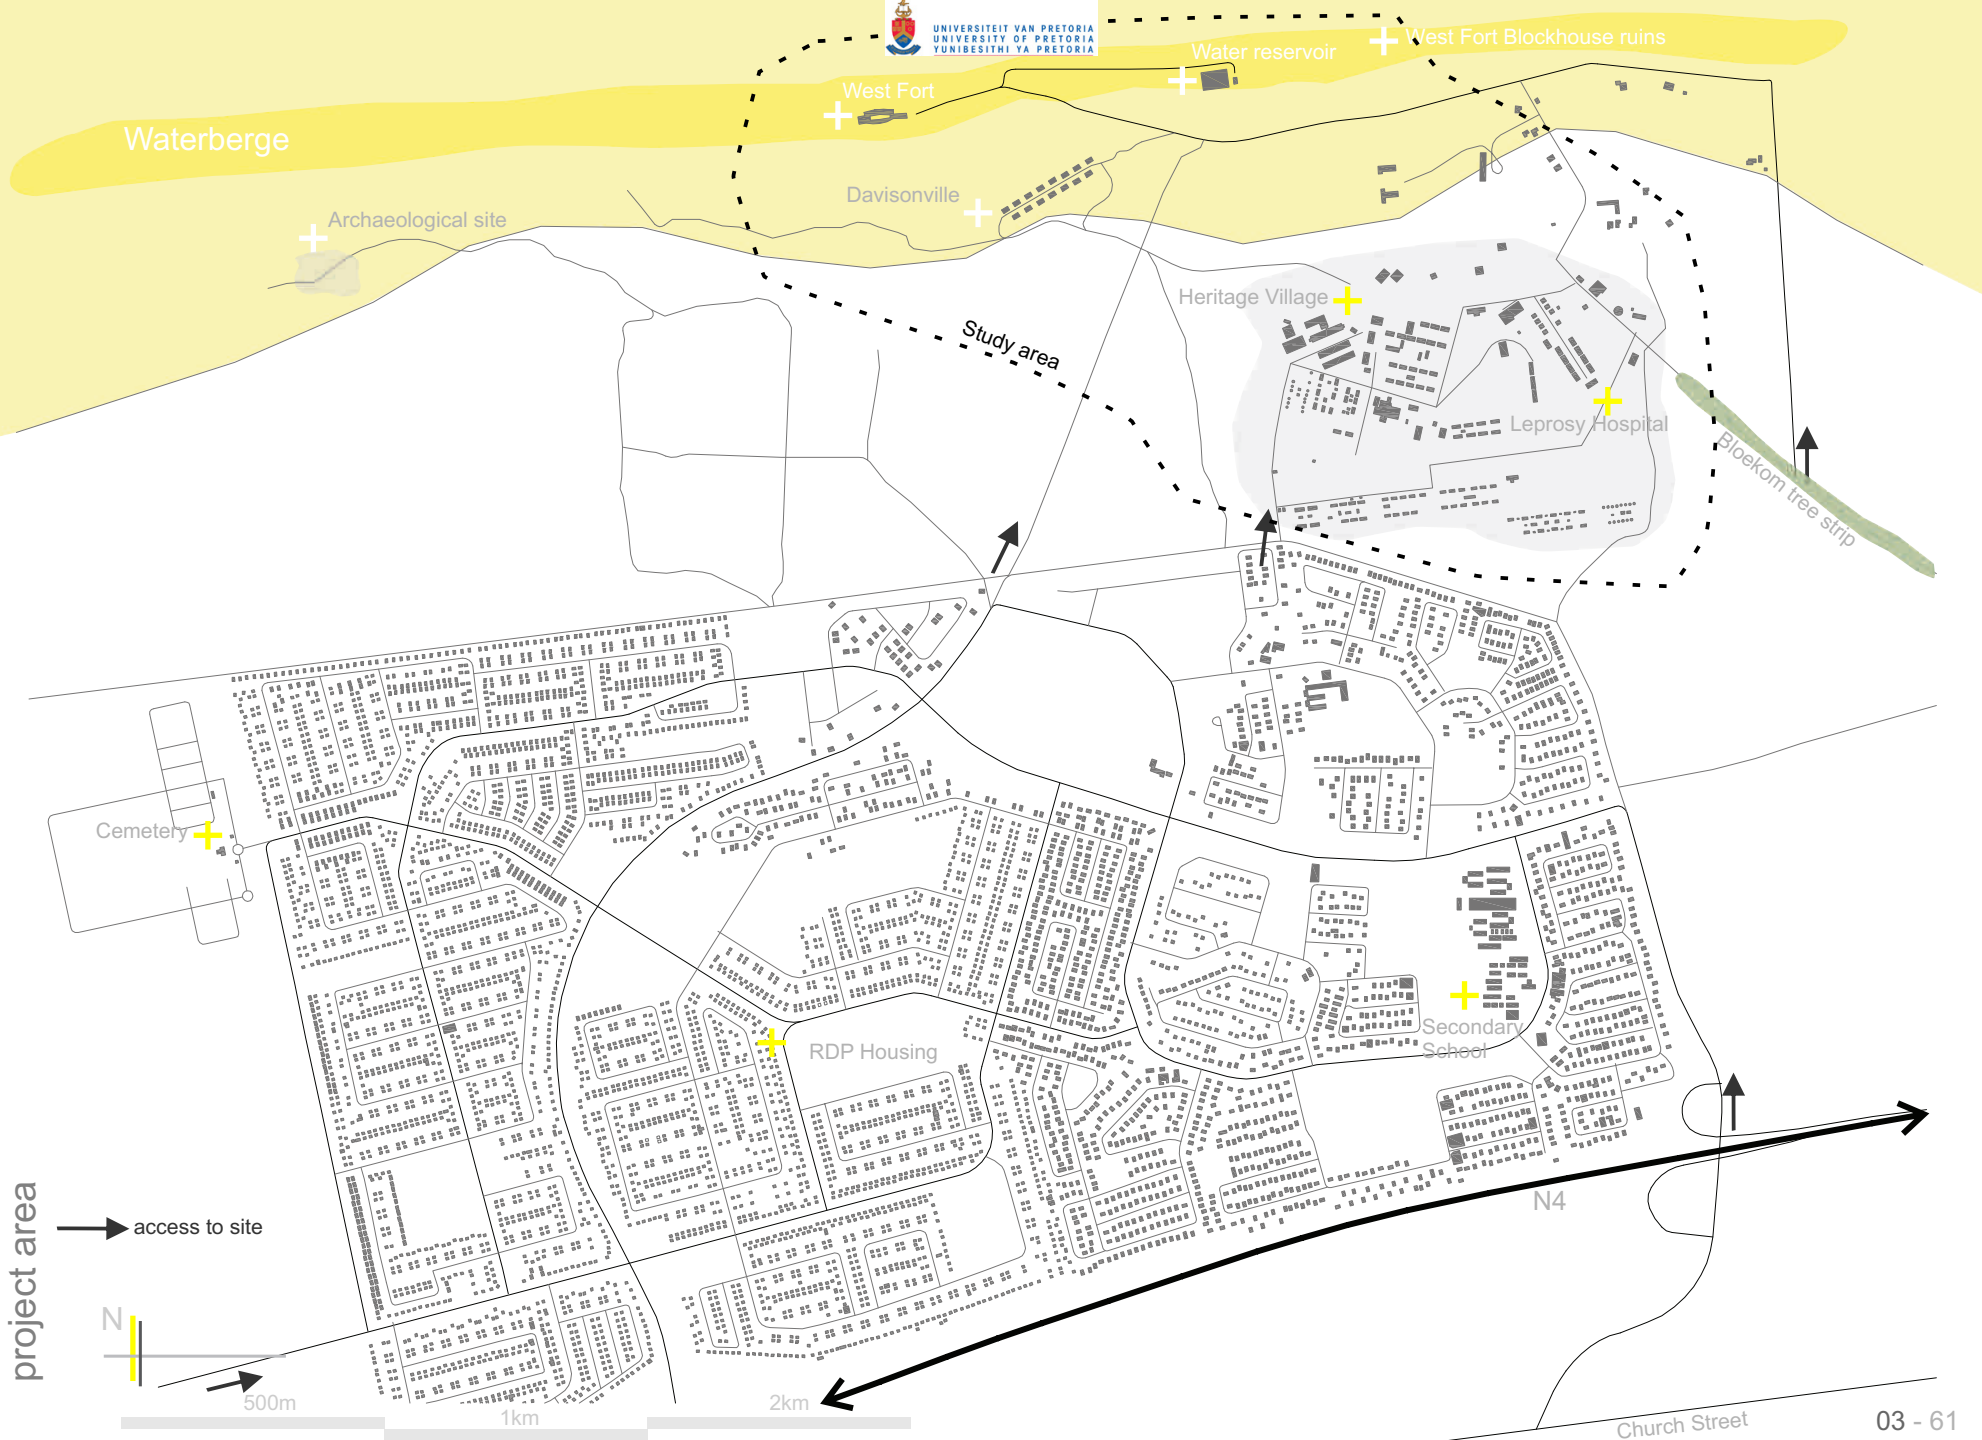 UNIVERSITEIT VAN PRETORIA
UNIVERSITY OF PRETORIA
YUNIBESITHI YA PRETORIA
West Fort Blockhouse ruins
Water reservoir
West Fort
Waterberge
Davisonville
Archaeological site
Heritage Village
Study area
Leprosy Hospital
Bloekom tree strip
Cemetery
RDP Housing
Secondary
School
N4
project area
access to site
N
500m
1km
2km
Church Street
03 - 61